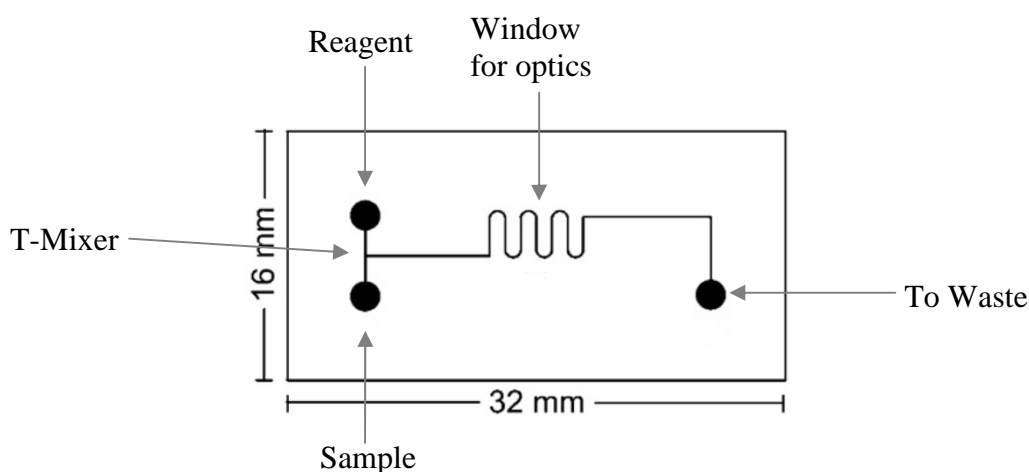 Reagent
Window
for optics
T-Mixer
16 mm
To Waste
32 mm
Sample